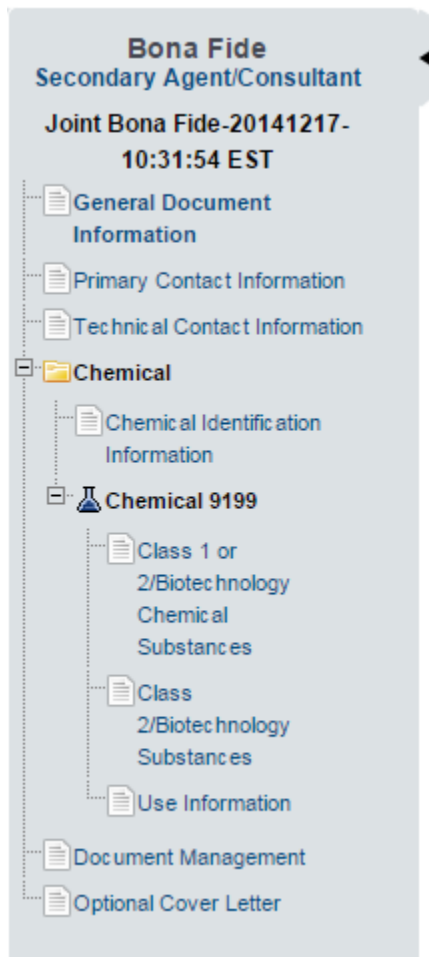 Bona Fide
Secondary Agent/Consultant
Joint Bona Fide-20141217-
10:31:54 EST
General Document
Information
Primary Contact Information
Technical Contact Information
Chemical
Chemical Identification
Information
Chemical 9199
Class 1 or
2/Biotechnology
Chemical
Substances
Class
2/Biotechnology
Substances
Use Information
Document Management
Optional Cover Letter